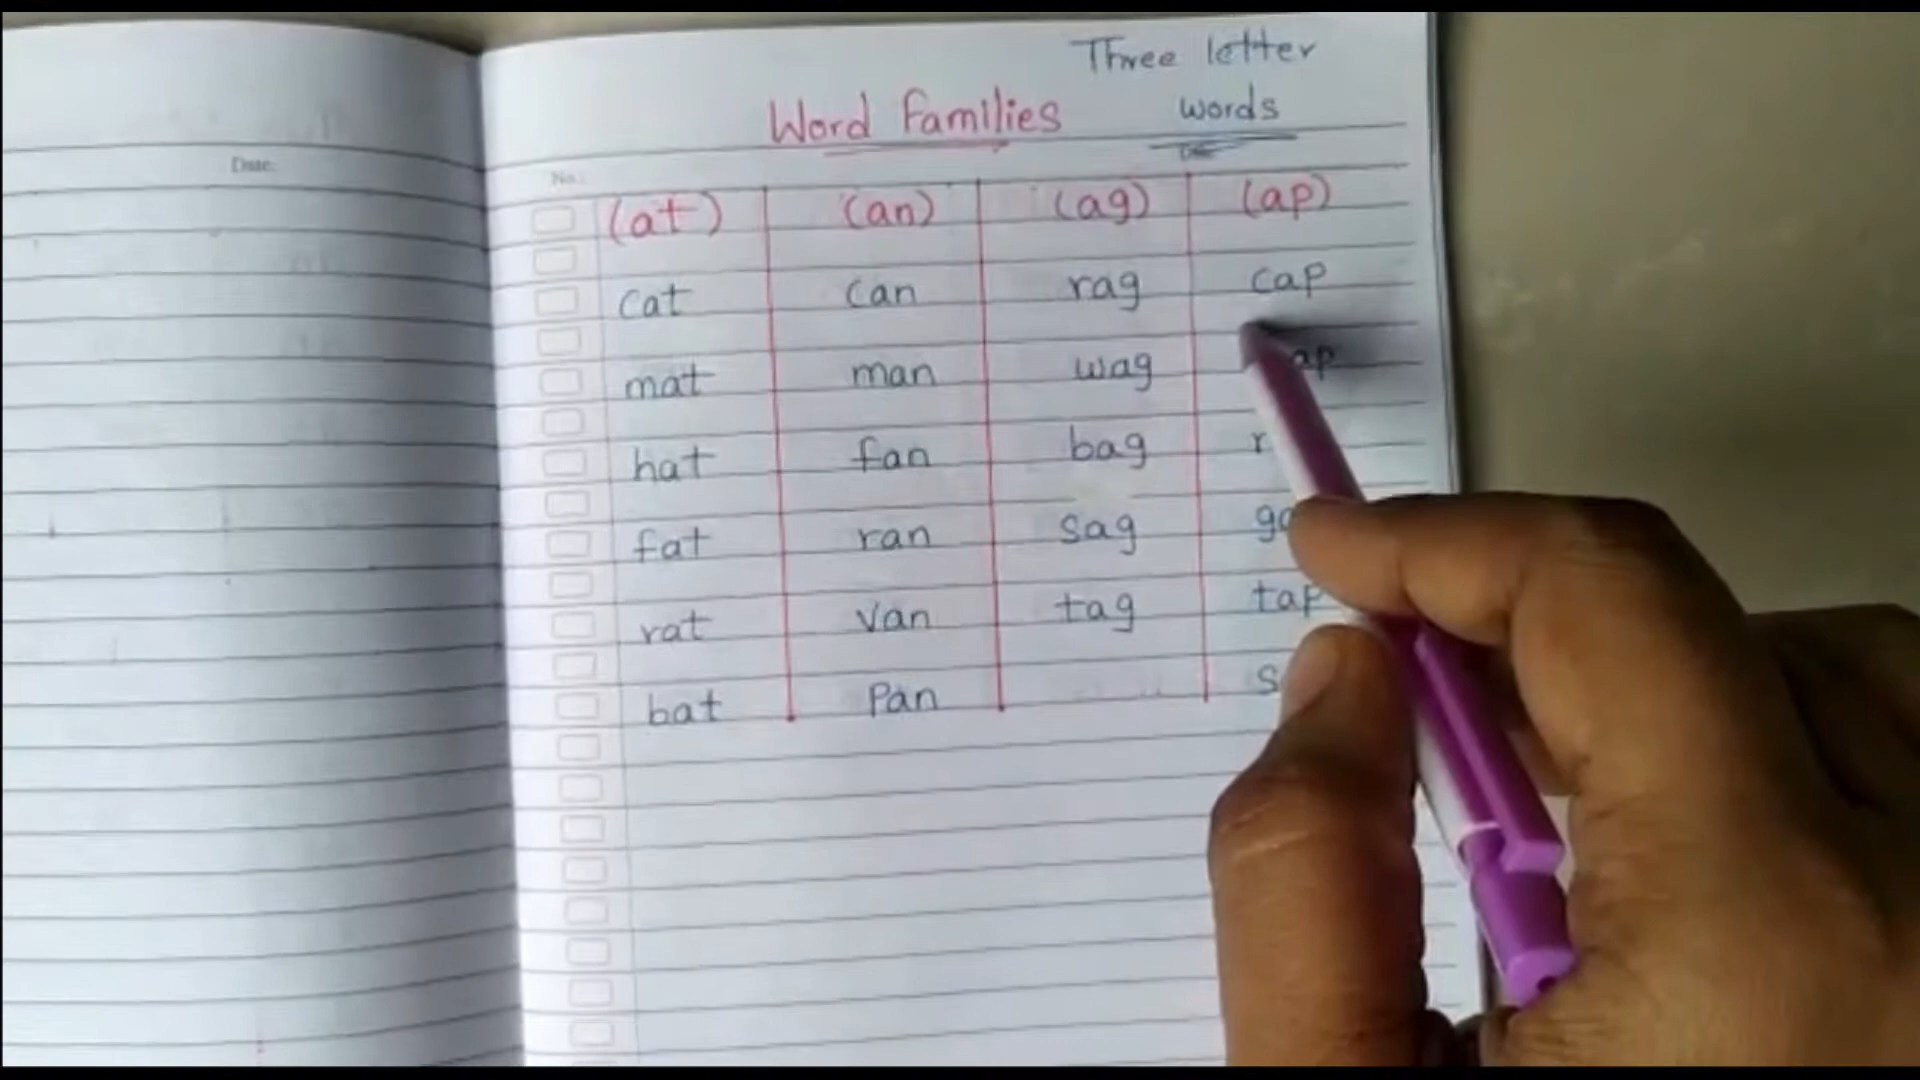 Three letter
Word Families words
Date:
No.:
(at) (an) (ag) (ap)
cat can rag cap
mat man wag
hat fan bag
fat ran sag
rat van tag tap
bat Pan